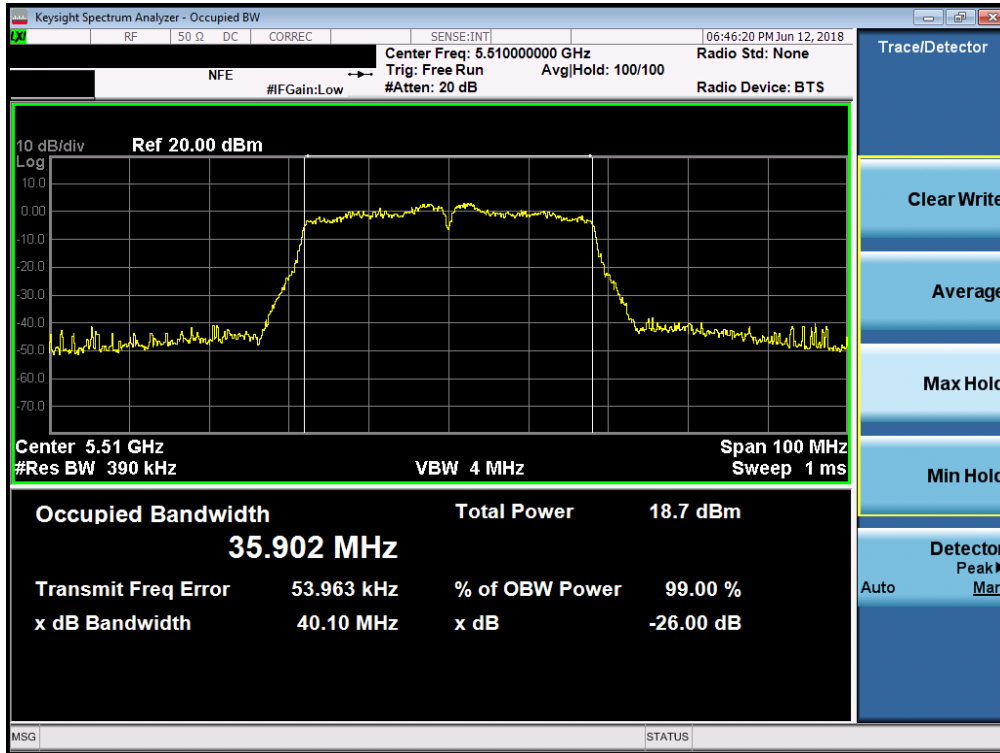 Keysight Spectrum Analyzer - Occupied BW
LXI RF 50 Ω DC CORREC SENSE:INT 06:46:20 PM Jun 12, 2018
Center Freq: 5.510000000 GHz Radio Std: None
NFE Trig: Free Run Avg|Hold: 100/100
#IFGain:Low #Atten: 20 dB Radio Device: BTS
Trace/Detector
10 dB/div Ref 20.00 dBm
Log
10.0
0.00
-10.0
-20.0
-30.0
-40.0
-50.0
-60.0
-70.0
Center 5.51 GHz Span 100 MHz
#Res BW 390 kHz VBW 4 MHz Sweep 1 ms
Occupied Bandwidth Total Power 18.7 dBm
35.902 MHz
Transmit Freq Error 53.963 kHz % of OBW Power 99.00 %
x dB Bandwidth 40.10 MHz x dB -26.00 dB
Clear Write
Average
Max Hold
Min Hold
Detector
Peak
Auto Man
MSG STATUS